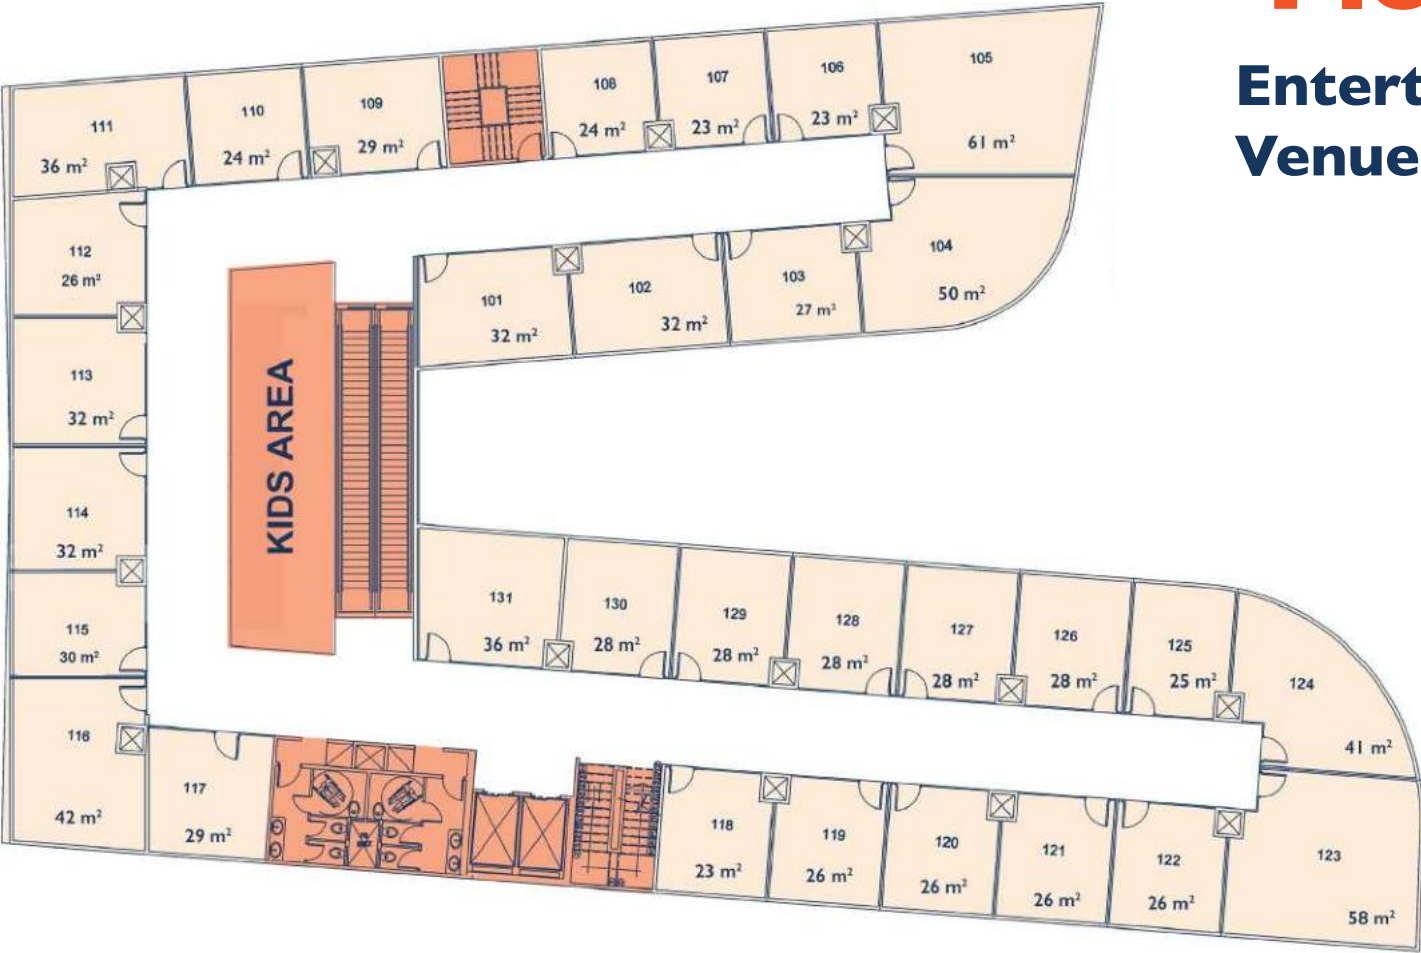 Entert
Venue
105
61 m²
106
23 m²
107
23 m²
108
24 m²
109
29 m²
110
24 m²
111
36 m²
112
26 m²
113
32 m²
114
32 m²
115
30 m²
116
42 m²
117
29 m²
KIDS AREA
101
32 m²
102
32 m²
103
27 m²
104
50 m²
131
36 m²
130
28 m²
129
28 m²
128
28 m²
127
28 m²
126
28 m²
125
25 m²
124
41 m²
118
23 m²
119
26 m²
120
26 m²
121
26 m²
122
26 m²
123
58 m²